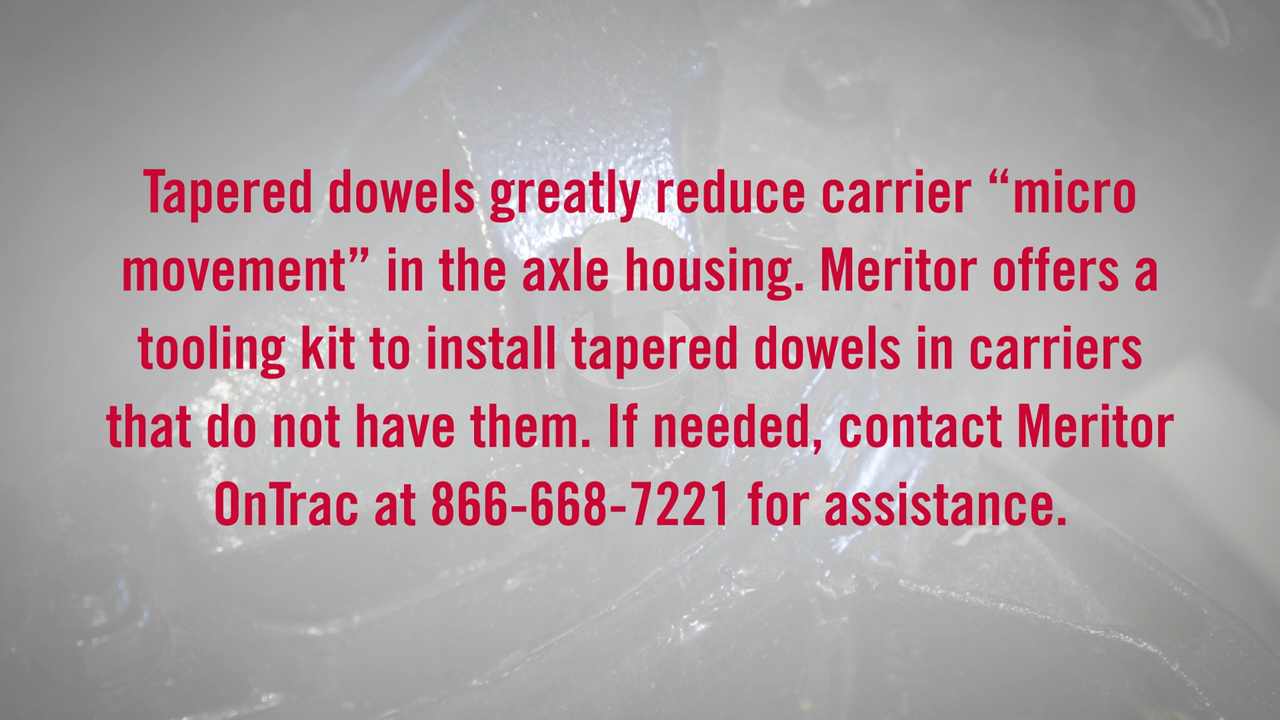 Tapered dowels greatly reduce carrier “micro
movement” in the axle housing. Meritor offers a
tooling kit to install tapered dowels in carriers
that do not have them. If needed, contact Meritor
OnTrac at 866-668-7221 for assistance.